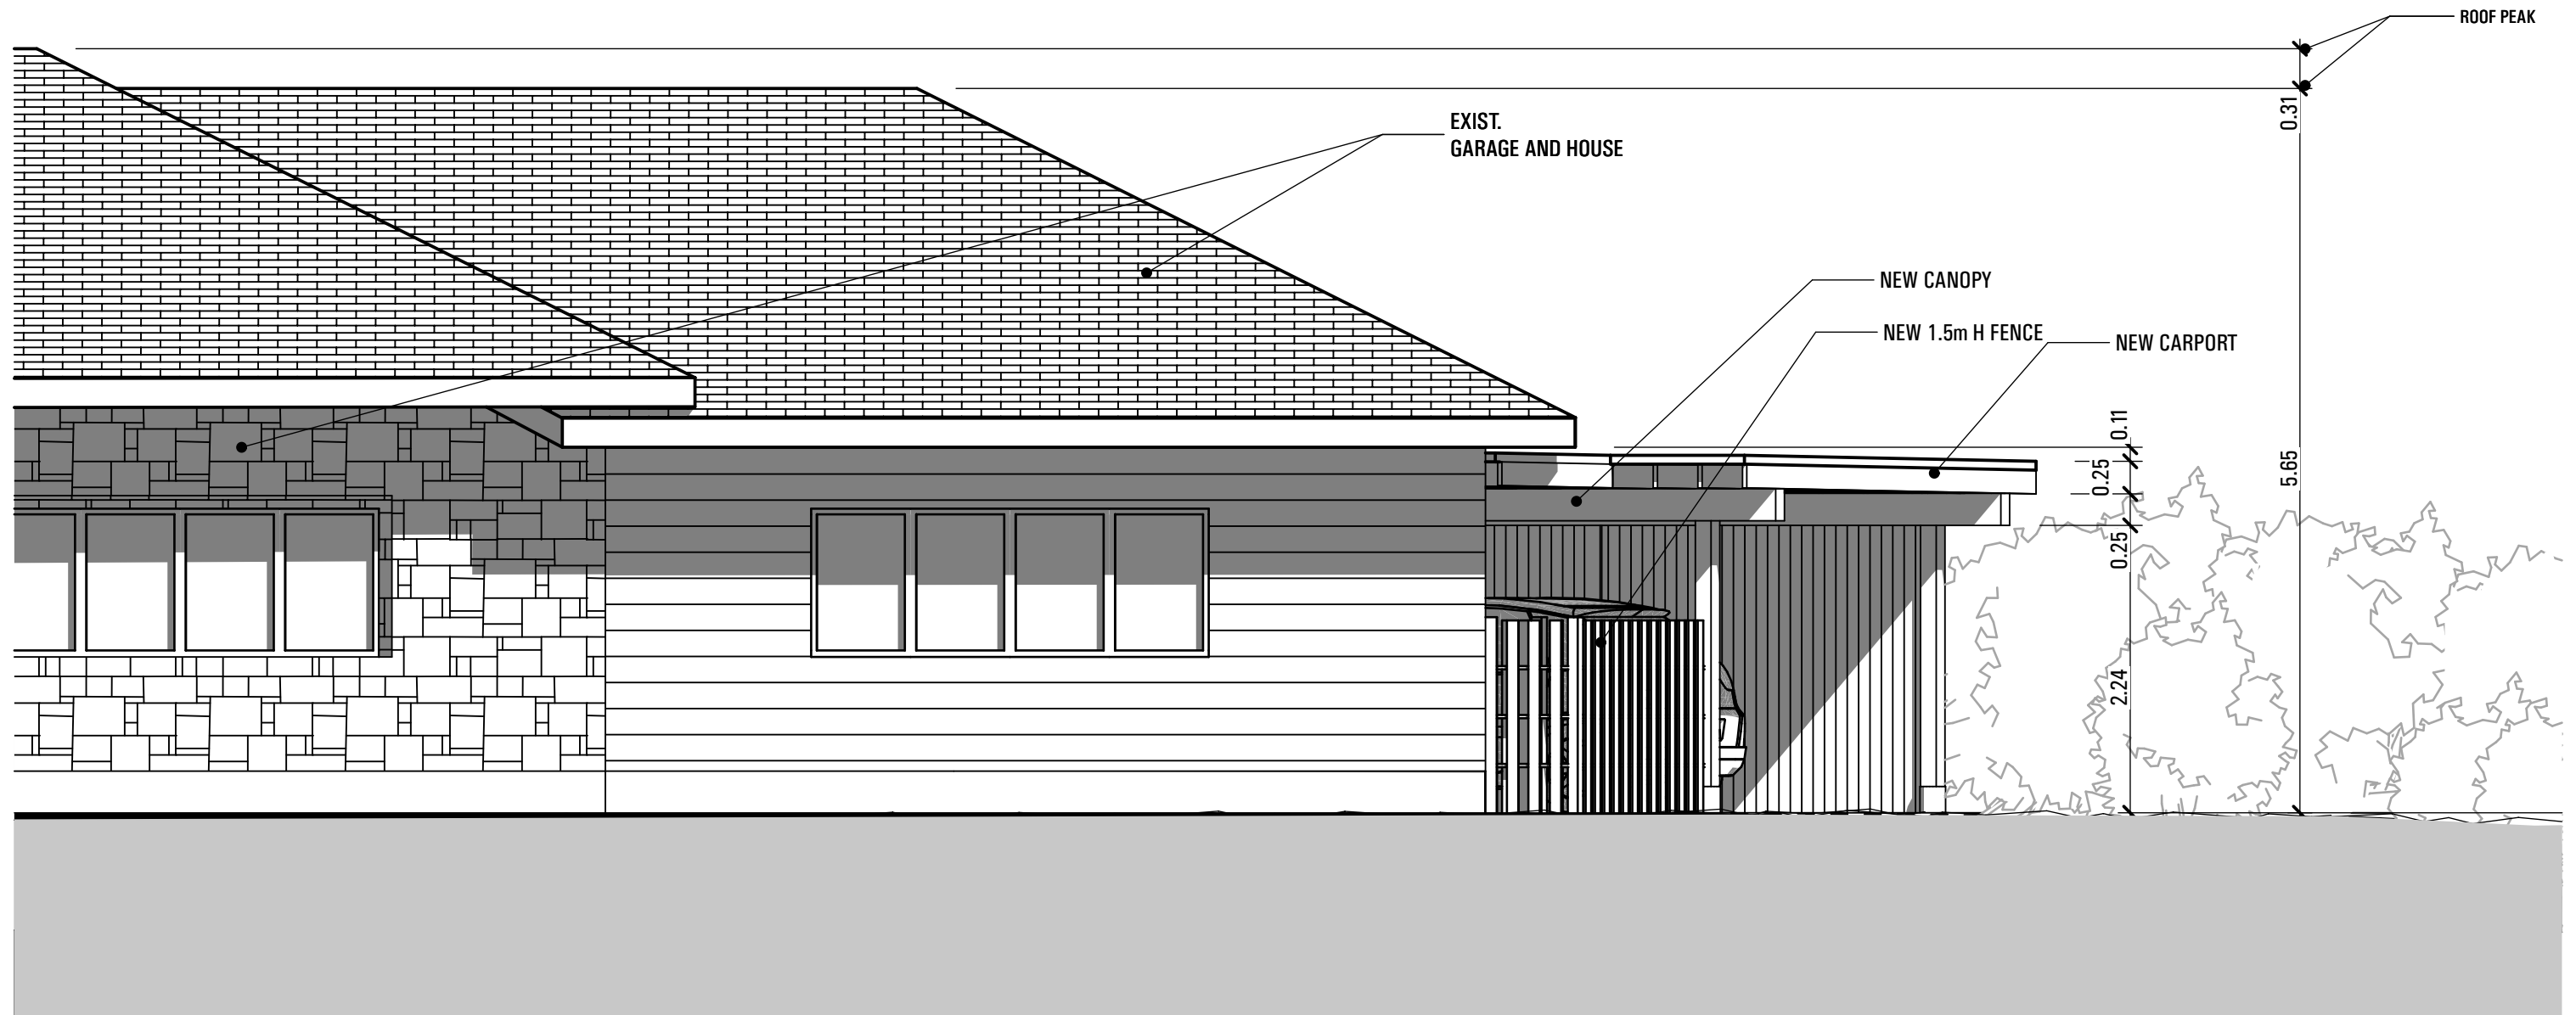 ROOF PEAK
0.31
EXIST.
GARAGE AND HOUSE
NEW CANOPY
NEW 1.5m H FENCE
NEW CARPORT
0.11
0.25
5.65
0.25
2.24